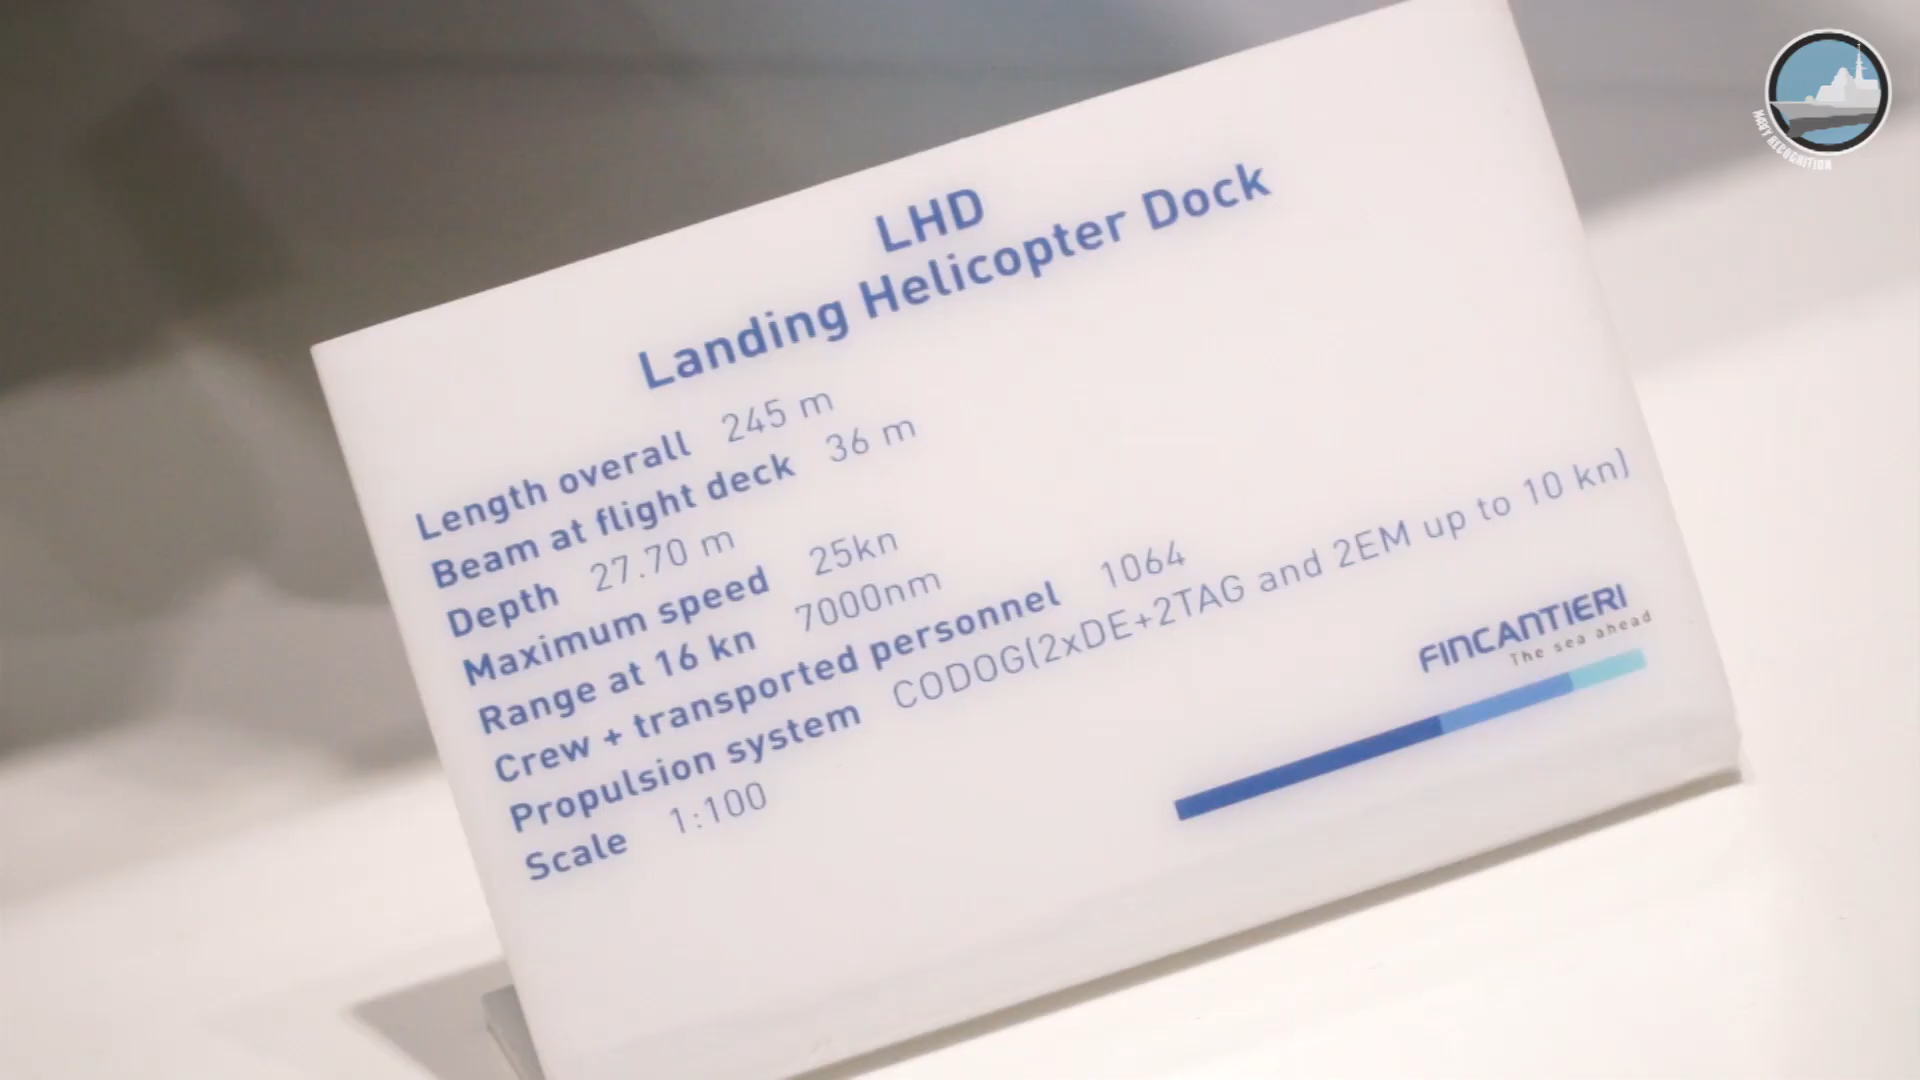 LHD
Landing Helicopter Dock
Length overall 245 m
Beam at flight deck 36 m
Depth 27.70 m
Maximum speed 25kn
Range at 16 kn 7000nm
Crew + transported personnel 1064
Propulsion system CODOG(2xDE+2TAG and 2EM up to 10 kn)
Scale 1:100
FINCANTIERI
The sea ahead
NAVY RECOGNITION